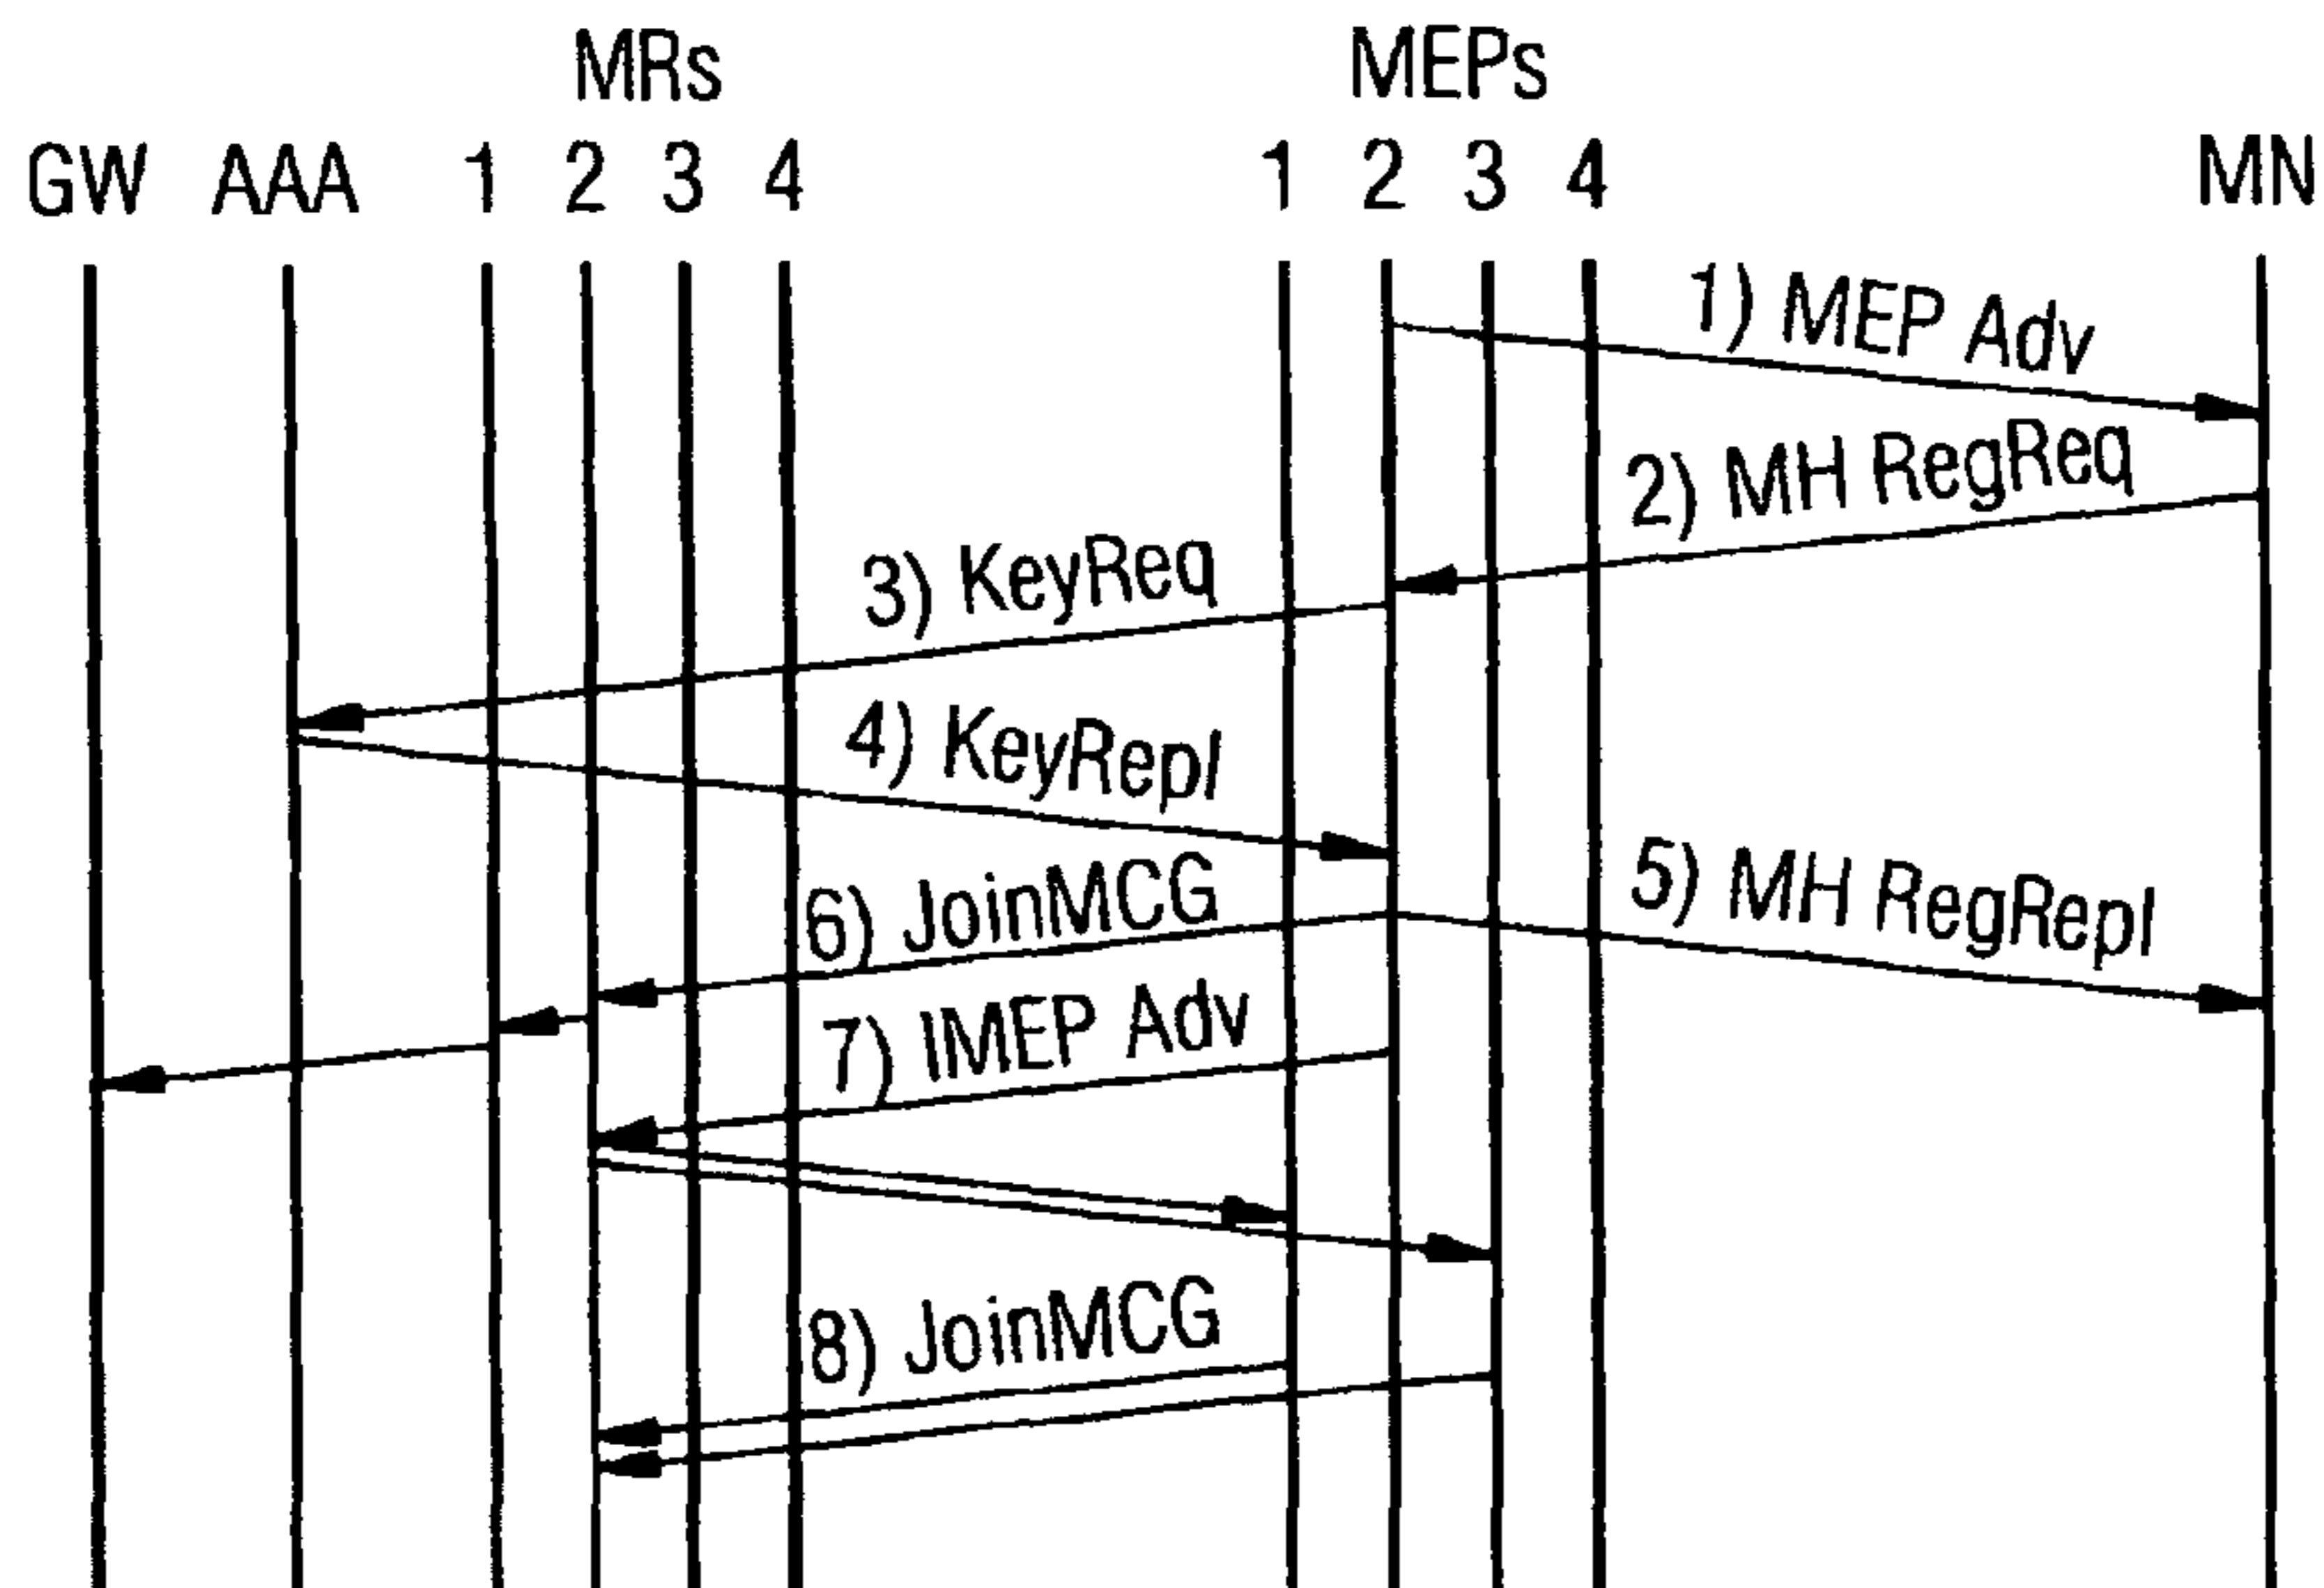 MRs MEPs
GW AAA 1 2 3 4 1 2 3 4 MN
1) MEP Adv
2) MH RegReq
3) KeyReq
4) KeyRepl
5) MH RegRepl
6) JoinMCG
7) IMEP Adv
8) JoinMCG